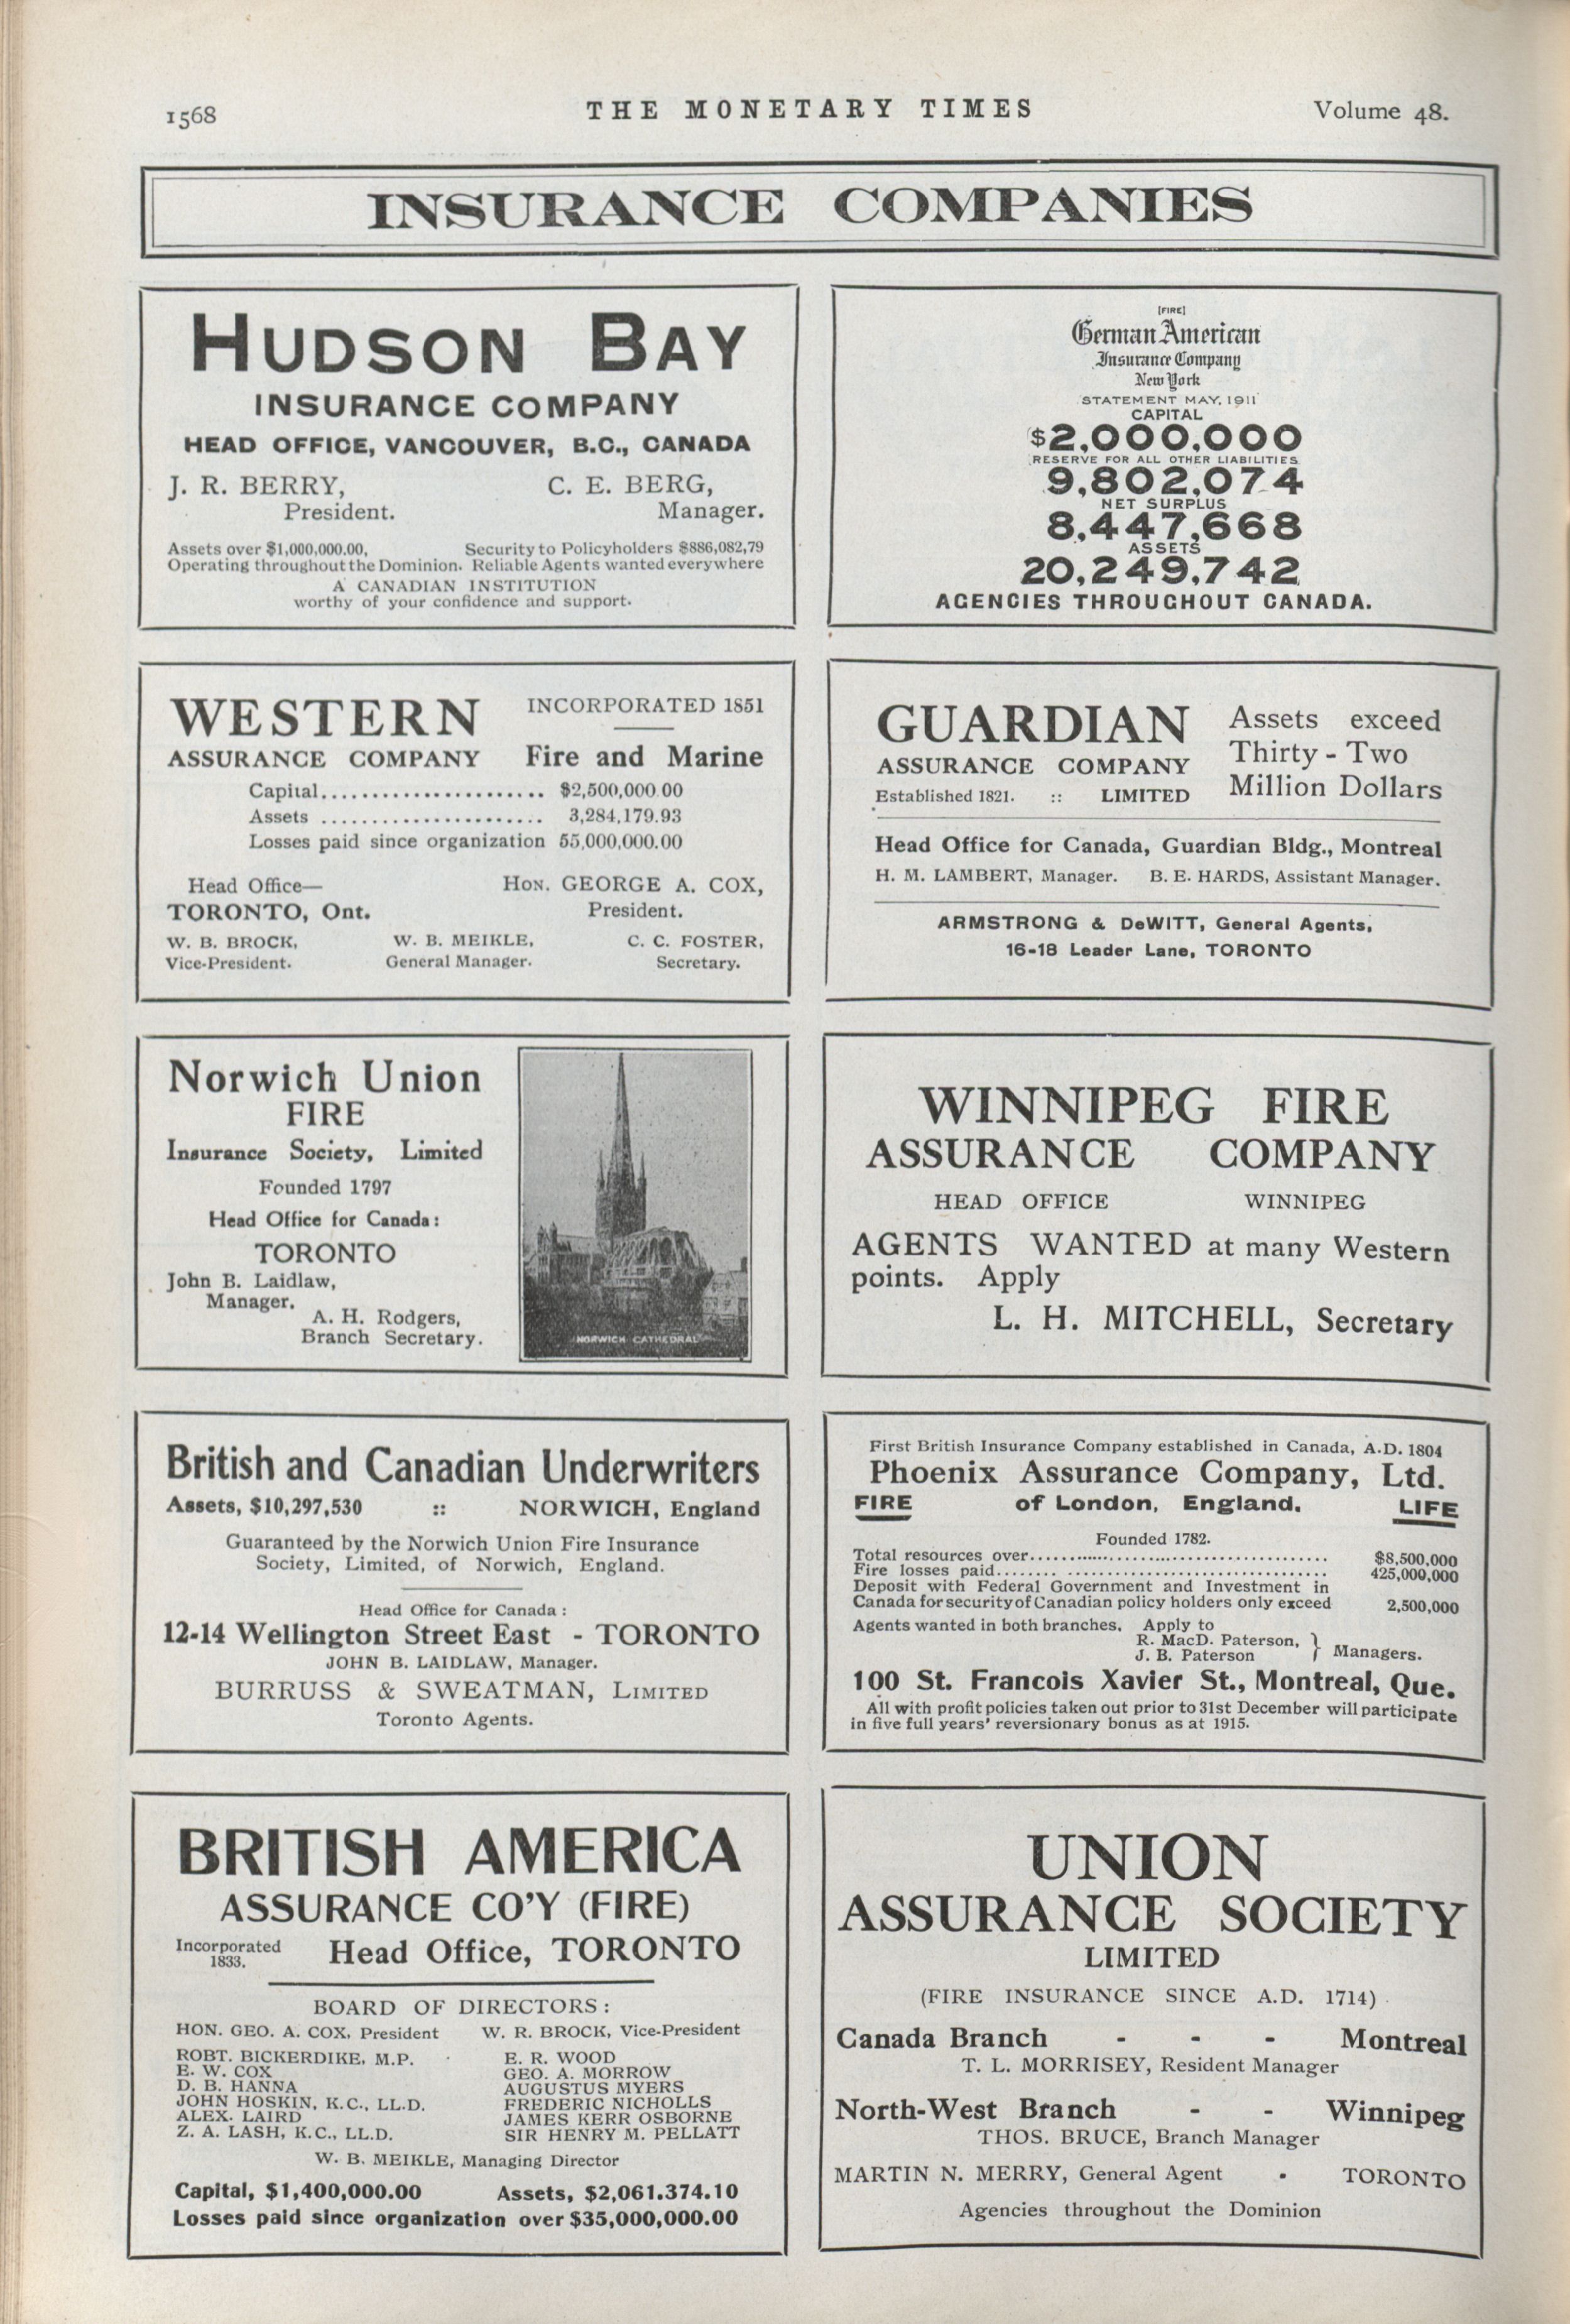 1568
THE MONETARY TIMES
Volume 48.
INSURANCE COMPANIES
HUDSON BAY
INSURANCE COMPANY
HEAD OFFICE, VANCOUVER, B.C., CANADA
J. R. BERRY, C. E. BERG,
President. Manager.
Assets over $1,000,000.00, Security to Policyholders $886,082,79
Operating throughout the Dominion. Reliable Agents wanted everywhere
A CANADIAN INSTITUTION
worthy of your confidence and support.
[FIRE]
German American
Insurance Company
New York
STATEMENT MAY, 1911
CAPITAL
$2,000,000
RESERVE FOR ALL OTHER LIABILITIES
9,802,074
NET SURPLUS
8,447,668
ASSETS
20,249,742
AGENCIES THROUGHOUT CANADA.
WESTERN INCORPORATED 1851
ASSURANCE COMPANY Fire and Marine
Capital...................... $2,500,000.00
Assets ...................... 3,284,179.93
Losses paid since organization 55,000,000.00
Head Office— HON. GEORGE A. COX,
TORONTO, Ont. President.
W. B. BROCK, W. B. MEIKLE, C. C. FOSTER,
Vice-President. General Manager. Secretary.
GUARDIAN
ASSURANCE COMPANY
Established 1821. :: LIMITED
Assets exceed
Thirty-Two
Million Dollars
Head Office for Canada, Guardian Bldg., Montreal
H. M. LAMBERT, Manager. B. E. HARDS, Assistant Manager.
ARMSTRONG & DeWITT, General Agents,
16-18 Leader Lane, TORONTO
Norwich Union
FIRE
Insurance Society, Limited
Founded 1797
Head Office for Canada:
TORONTO
John B. Laidlaw,
Manager.
A. H. Rodgers,
Branch Secretary.
NORWICH CATHEDRAL
WINNIPEG FIRE
ASSURANCE COMPANY
HEAD OFFICE WINNIPEG
AGENTS WANTED at many Western
points. Apply
L. H. MITCHELL, Secretary
British and Canadian Underwriters
Assets, $10,297,530 :: NORWICH, England
Guaranteed by the Norwich Union Fire Insurance
Society, Limited, of Norwich, England.
Head Office for Canada:
12-14 Wellington Street East - TORONTO
JOHN B. LAIDLAW, Manager.
BURRUSS & SWEATMAN, LIMITED
Toronto Agents.
First British Insurance Company established in Canada, A.D. 1804
Phoenix Assurance Company, Ltd.
FIRE of London, England. LIFE
Founded 1782.
Total resources over........................................ $8,500,000
Fire losses paid........................................ 425,000,000
Deposit with Federal Government and Investment in
Canada for security of Canadian policy holders only exceed 2,500,000
Agents wanted in both branches. Apply to
R. MacD. Paterson, }
J. B. Paterson } Managers.
100 St. Francois Xavier St., Montreal, Que.
All with profit policies taken out prior to 31st December will participate
in five full years' reversionary bonus as at 1915.
BRITISH AMERICA
ASSURANCE CO'Y (FIRE)
Incorporated
1833.
Head Office, TORONTO
BOARD OF DIRECTORS:
HON. GEO. A. COX, President W. R. BROCK, Vice-President
ROBT. BICKERDIKE, M.P. E. R. WOOD
E. W. COX GEO. A. MORROW
D. B. HANNA AUGUSTUS MYERS
JOHN HOSKIN, K.C., LL.D. FREDERIC NICHOLLS
ALEX. LAIRD JAMES KERR OSBORNE
Z. A. LASH, K.C., LL.D. SIR HENRY M. PELLATT
W. B. MEIKLE, Managing Director
Capital, $1,400,000.00 Assets, $2,061.374.10
Losses paid since organization over $35,000,000.00
UNION
ASSURANCE SOCIETY
LIMITED
(FIRE INSURANCE SINCE A.D. 1714)
Canada Branch - - - Montreal
T. L. MORRISEY, Resident Manager
North-West Branch - - Winnipeg
THOS. BRUCE, Branch Manager
MARTIN N. MERRY, General Agent - TORONTO
Agencies throughout the Dominion